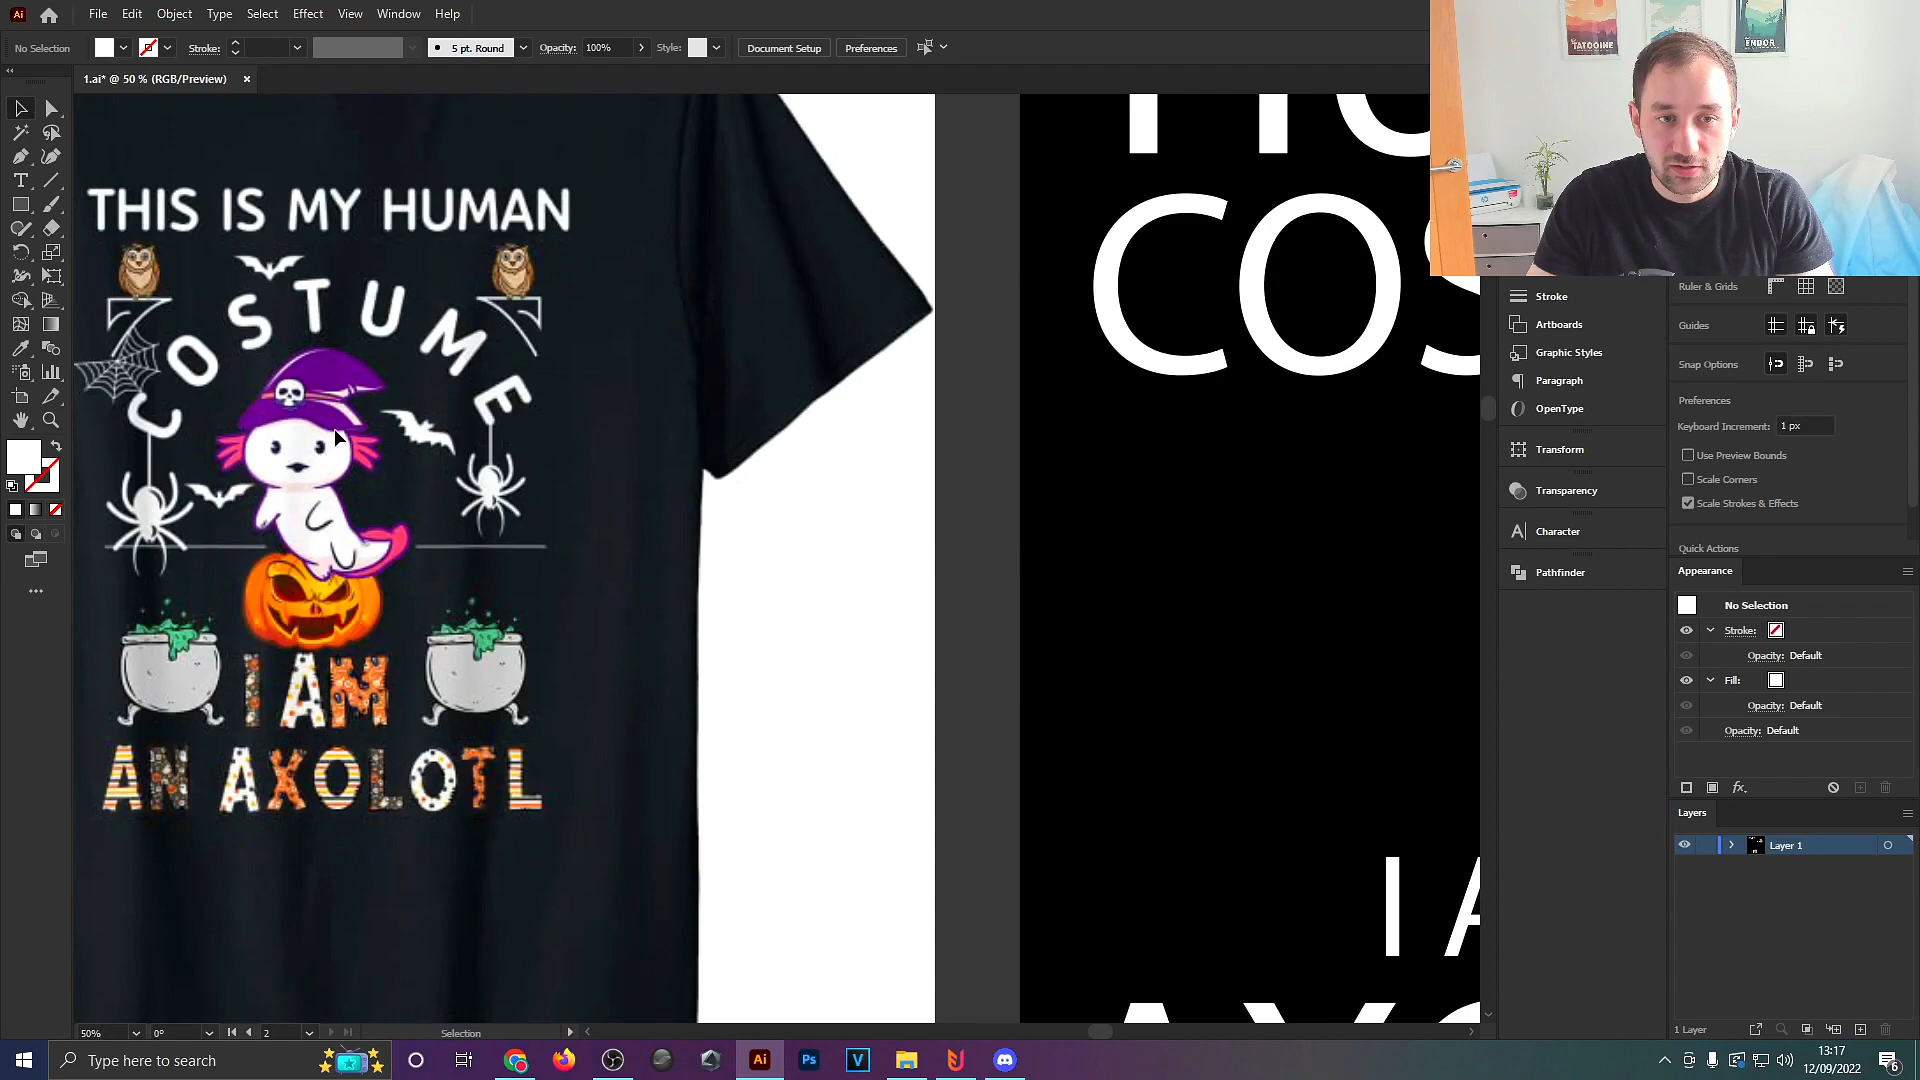 Ai File Edit Object Type Select Effect View Window Help
No Selection Stroke: 5 pt. Round Opacity: 100% Style: Document Setup Preferences
1.ai* @ 50 % (RGB/Preview) ×
TATOOINE
ENDOR
THIS IS MY HUMAN
COSTUME
I AM
AN AXOLOTL
COS
I A
Stroke
Artboards
Graphic Styles
Paragraph
OpenType
Transform
Transparency
Character
Pathfinder
Ruler & Grids
Guides
Snap Options
Preferences
Keyboard Increment: 1 px
Use Preview Bounds
Scale Corners
Scale Strokes & Effects
Quick Actions
Appearance
No Selection
Stroke:
Opacity: Default
Fill:
Opacity: Default
Opacity: Default
fx
Layers
Layer 1
1 Layer
50% 0° 2 Selection
Type here to search
Ai Ps V
13:17
12/09/2022
6